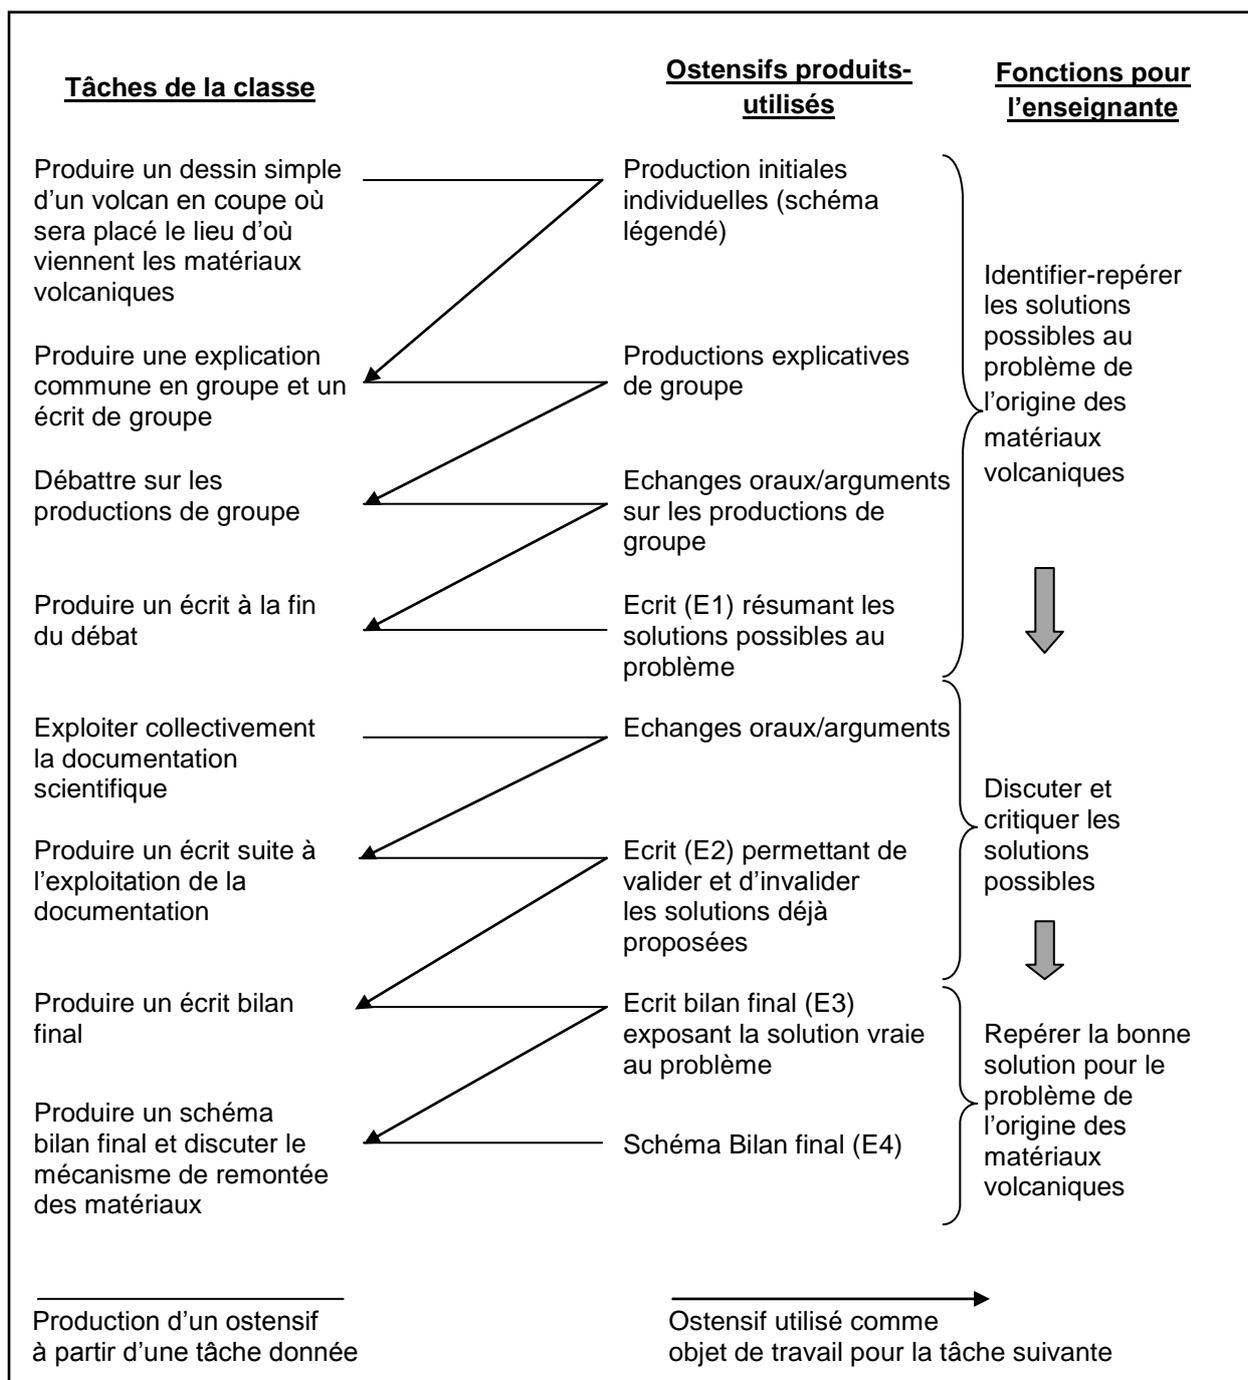 Tâches de la classe
Ostensifs produits-
utilisés
Fonctions pour
l’enseignante
Produire un dessin simple
d’un volcan en coupe où
sera placé le lieu d’où
viennent les matériaux
volcaniques
Production initiales
individuelles (schéma
légendé)
Produire une explication
commune en groupe et un
écrit de groupe
Productions explicatives
de groupe
Débattre sur les
productions de groupe
Echanges oraux/arguments
sur les productions de
groupe
Produire un écrit à la fin
du débat
Ecrit (E1) résumant les
solutions possibles au
problème
Identifier-repérer
les solutions
possibles au
problème de
l’origine des
matériaux
volcaniques
Exploiter collectivement
la documentation
scientifique
Echanges oraux/arguments
Produire un écrit suite à
l’exploitation de la
documentation
Ecrit (E2) permettant de
valider et d’invalider
les solutions déjà
proposées
Discuter et
critiquer les
solutions
possibles
Produire un écrit bilan
final
Ecrit bilan final (E3)
exposant la solution vraie
au problème
Produire un schéma
bilan final et discuter le
mécanisme de remontée
des matériaux
Schéma Bilan final (E4)
Repérer la bonne
solution pour le
problème de
l’origine des
matériaux
volcaniques
Production d’un ostensif
à partir d’une tâche donnée
Ostensif utilisé comme
objet de travail pour la tâche suivante